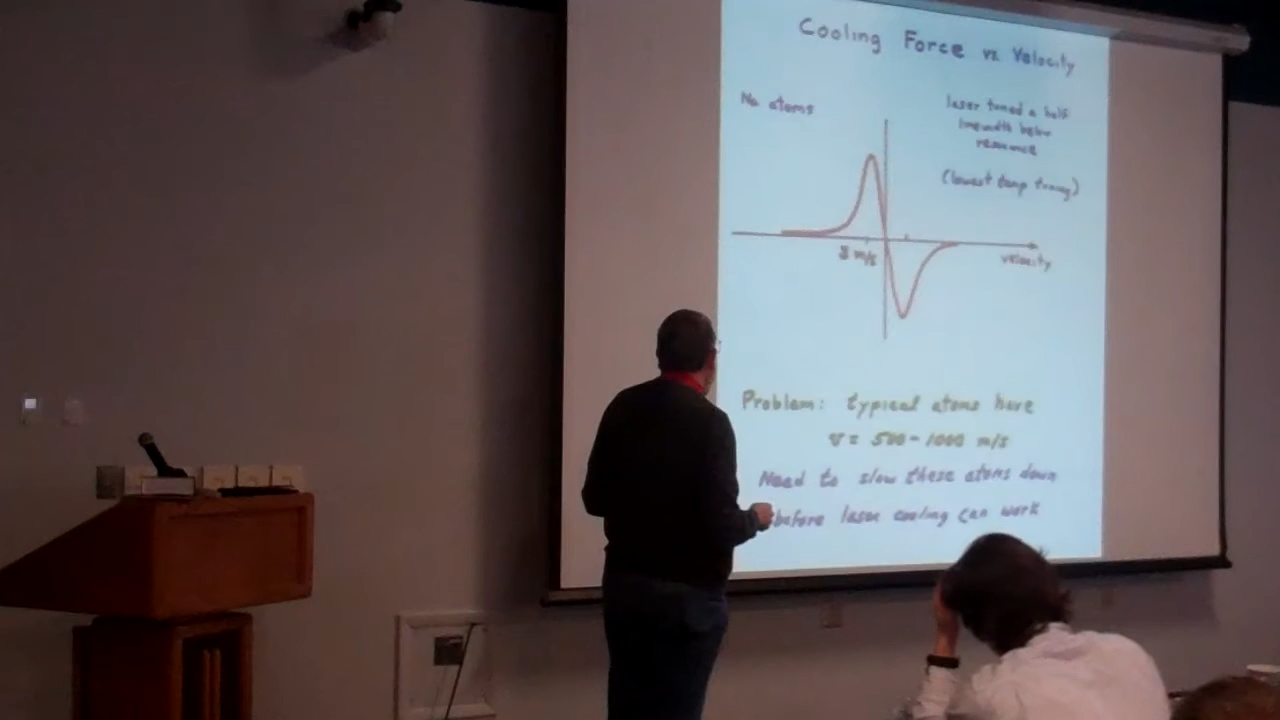 Cooling Force vs. Velocity
Na atoms
laser tuned a half
linewidth below
resonance
(lowest temp tuning)
3 m/s
velocity
Problem: typical atoms have
v = 500 - 1000 m/s
Need to slow these atoms down
before laser cooling can work